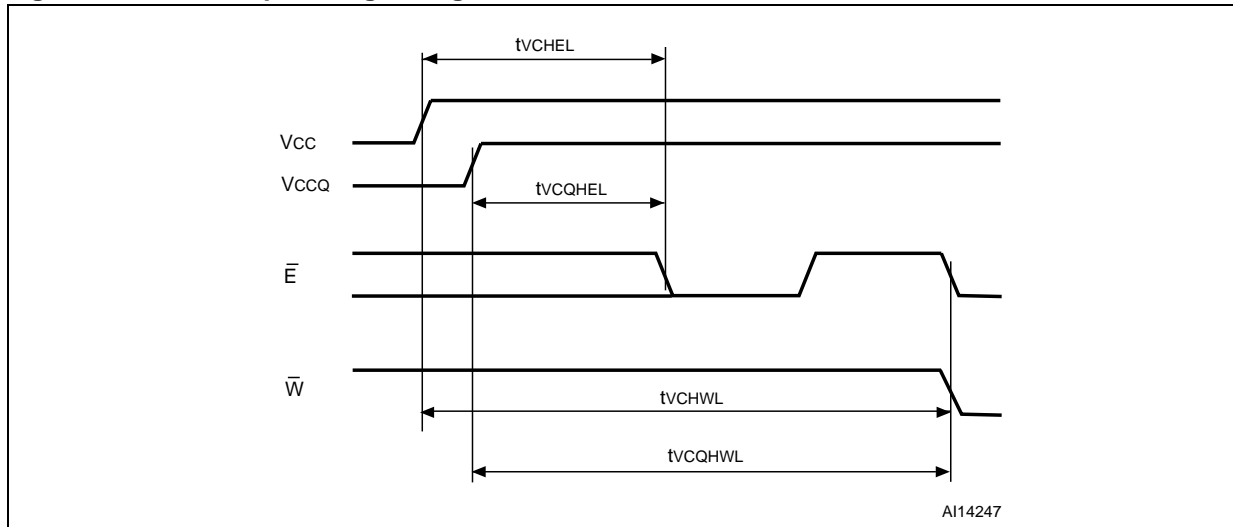 tVCHEL
VCC
VCCQ
tVCQHEL
Ē
W̄
tVCHWL
tVCQHWL
AI14247